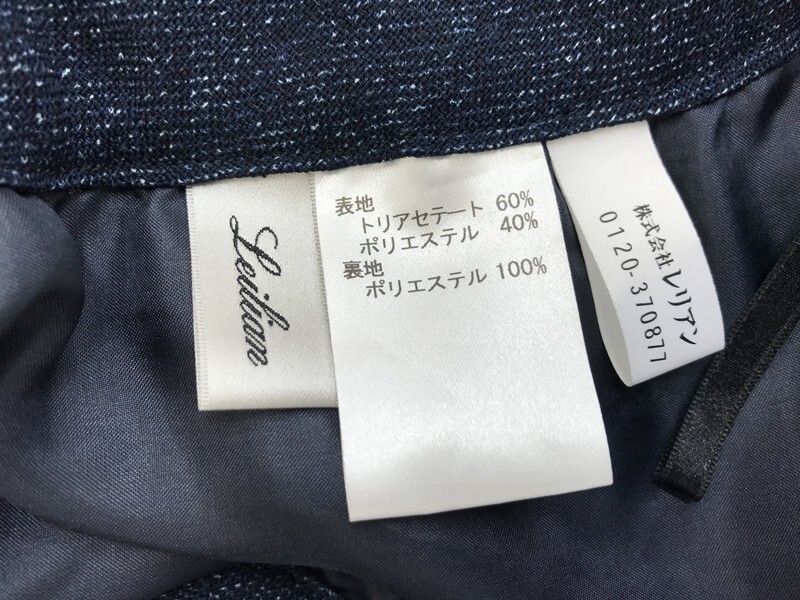 Leilian
表地
トリアセテート 60%
ポリエステル 40%
裏地
ポリエステル 100%
株式会社レリアン
0120-370877